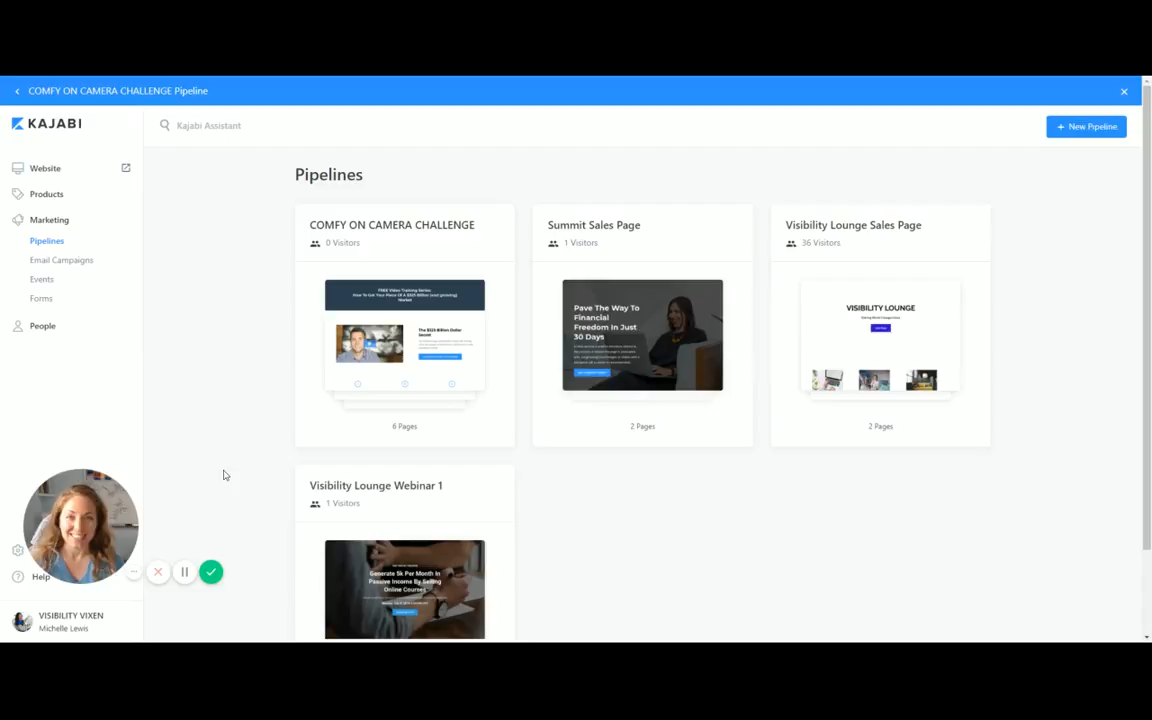 COMFY ON CAMERA CHALLENGE Pipeline
KAJABI
Kajabi Assistant
+ New Pipeline
Website
Products
Marketing
Pipelines
Email Campaigns
Events
Forms
People
Help
VISIBILITY VIXEN
Michelle Lewis
Pipelines
COMFY ON CAMERA CHALLENGE
0 Visitors
FREE Video Training Series:
How To Get Your Piece Of A $325 Billion (and growing)
Market
The $325 Billion Dollar
Secret
6 Pages
Summit Sales Page
1 Visitors
Pave The Way To
Financial
Freedom In Just
30 Days
2 Pages
Visibility Lounge Sales Page
36 Visitors
VISIBILITY LOUNGE
2 Pages
Visibility Lounge Webinar 1
1 Visitors
Generate 5k Per Month In
Passive Income By Selling
Online Courses